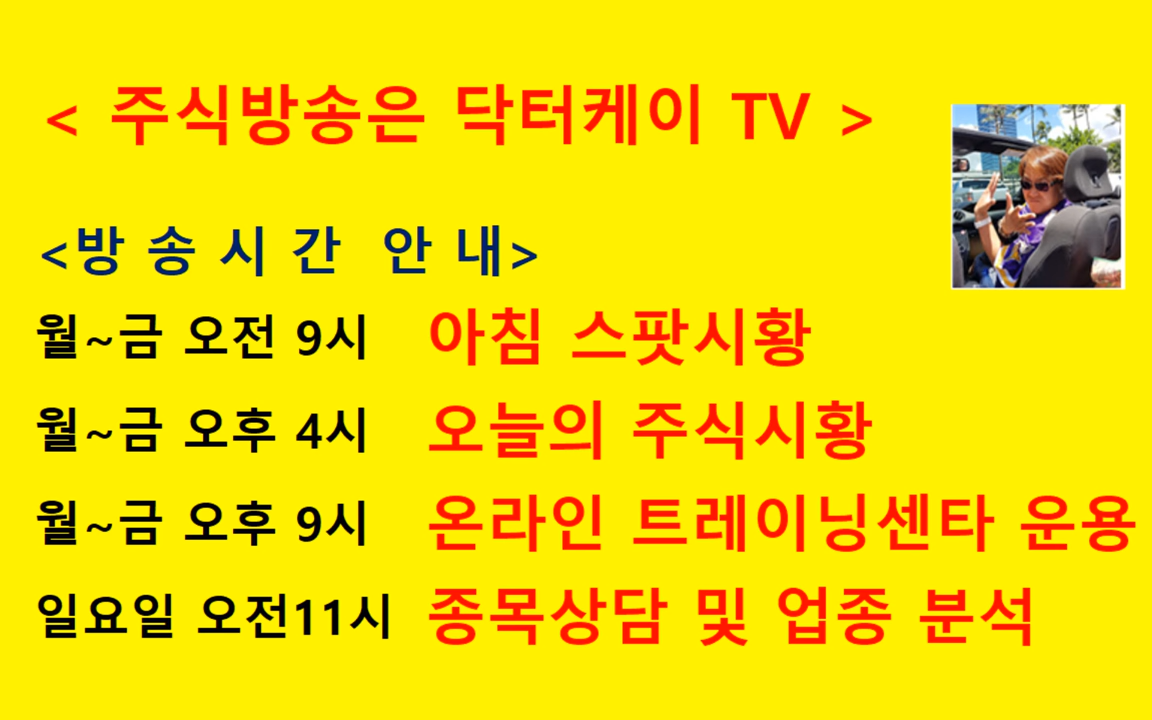 < 주식방송은 닥터케이 TV >
<방 송 시 간 안 내>
월~금 오전 9시 아침 스팟시황
월~금 오후 4시 오늘의 주식시황
월~금 오후 9시 온라인 트레이닝센타 운용
일요일 오전11시 종목상담 및 업종 분석